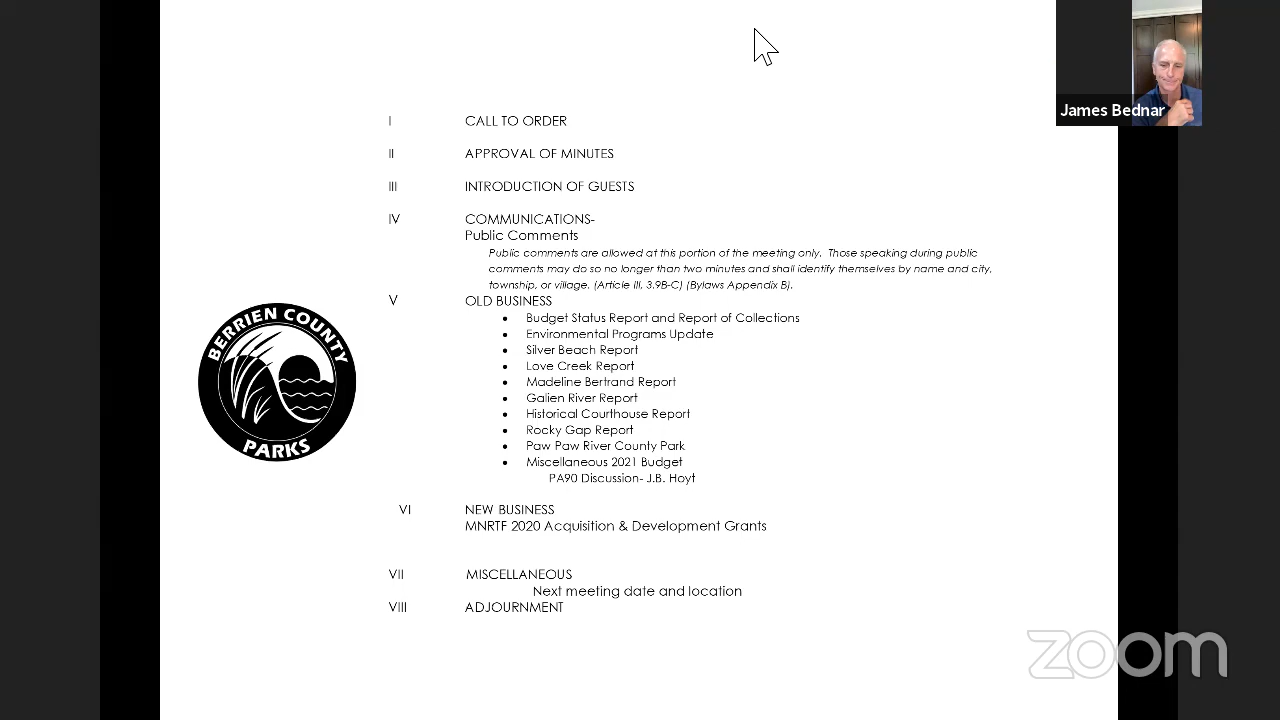 James Bednar
I CALL TO ORDER
II APPROVAL OF MINUTES
III INTRODUCTION OF GUESTS
IV COMMUNICATIONS-
Public Comments
Public comments are allowed at this portion of the meeting only. Those speaking during public
comments may do so no longer than two minutes and shall identify themselves by name and city,
township, or village. (Article III, 3.9B-C) (Bylaws Appendix B).
V OLD BUSINESS
• Budget Status Report and Report of Collections
• Environmental Programs Update
• Silver Beach Report
• Love Creek Report
• Madeline Bertrand Report
• Galien River Report
• Historical Courthouse Report
• Rocky Gap Report
• Paw Paw River County Park
• Miscellaneous 2021 Budget
PA90 Discussion- J.B. Hoyt
VI NEW BUSINESS
MNRTF 2020 Acquisition & Development Grants
VII MISCELLANEOUS
Next meeting date and location
VIII ADJOURNMENT
BERRIEN COUNTY
PARKS
zoom